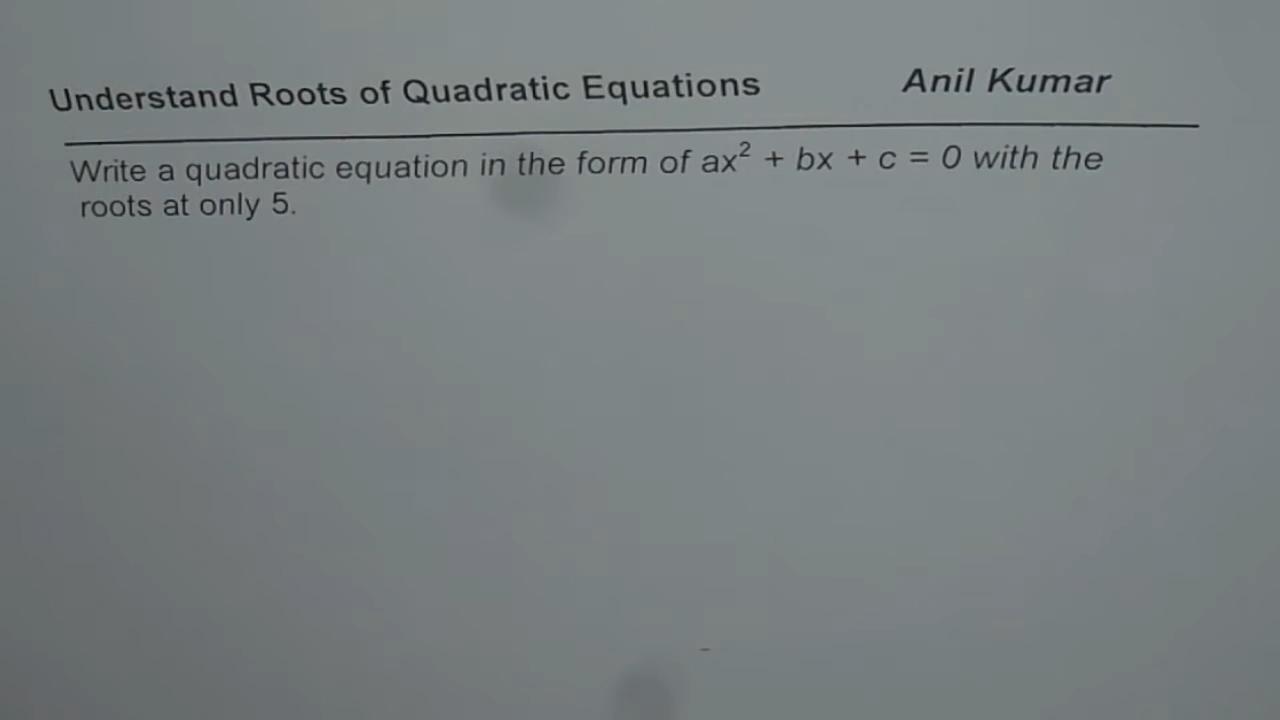 Understand Roots of Quadratic Equations Anil Kumar
Write a quadratic equation in the form of ax² + bx + c = 0 with the
roots at only 5.